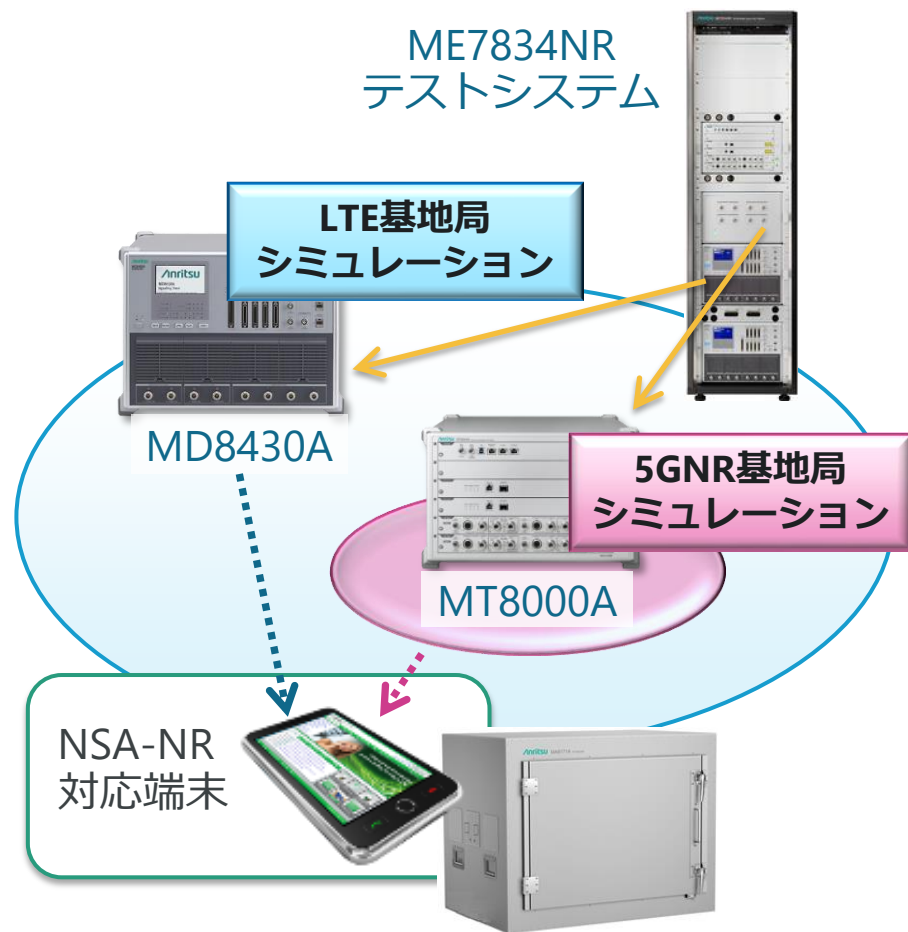 ME7834NR
テストシステム
LTE基地局
シミュレーション
Anritsu
MD8430A
5GNR基地局
シミュレーション
MT8000A
NSA-NR
対応端末
Anritsu